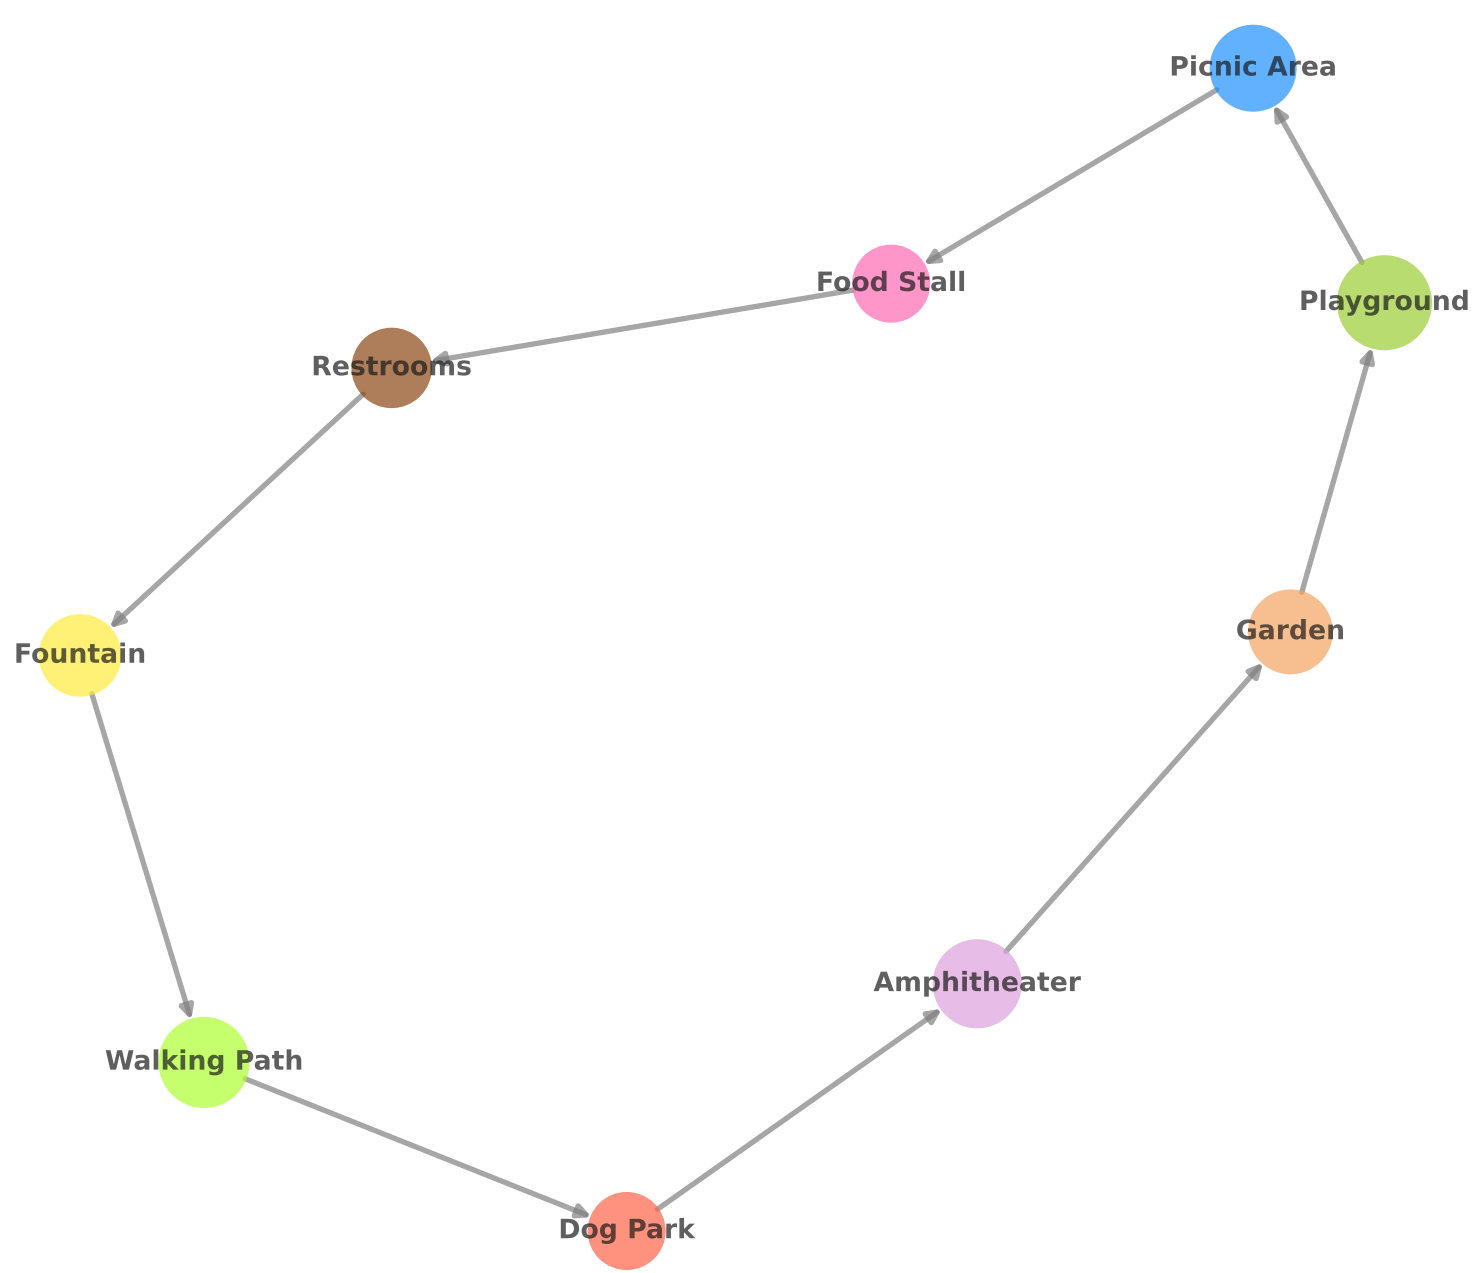 Picnic Area
Food Stall
Playground
Restrooms
Garden
Fountain
Amphitheater
Walking Path
Dog Park